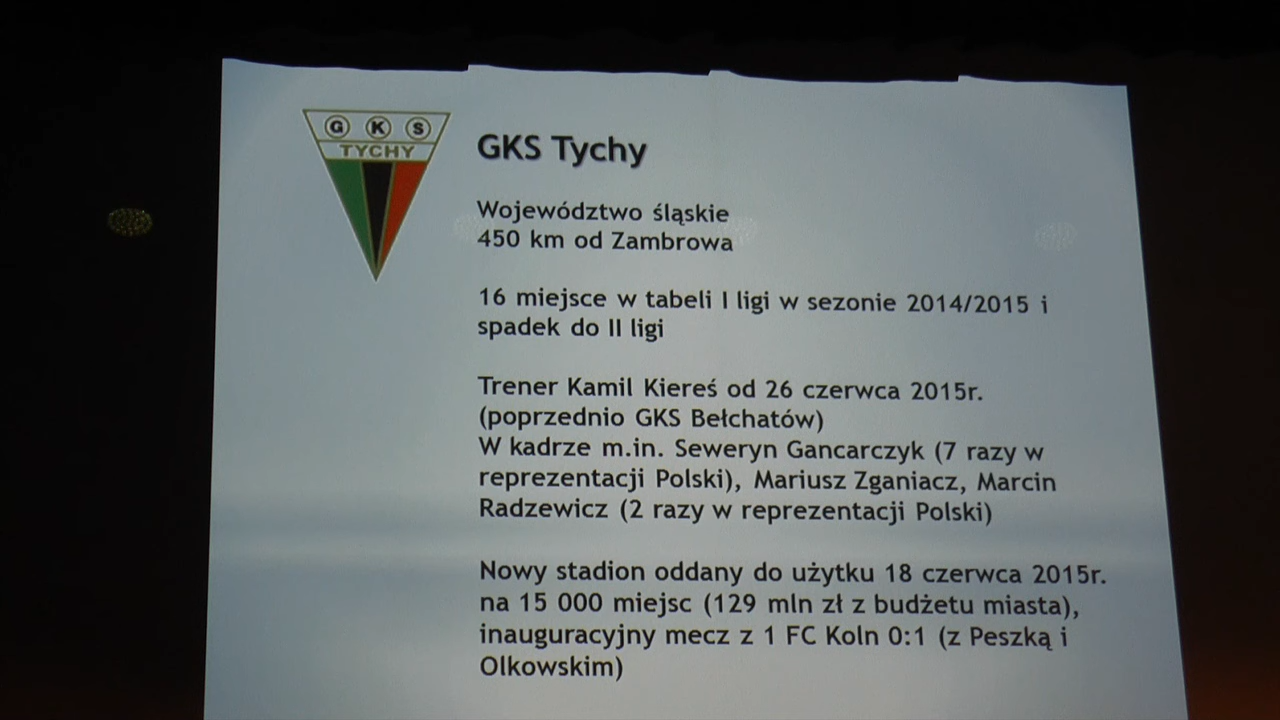 G K S
TYCHY
GKS Tychy
Województwo śląskie
450 km od Zambrowa
16 miejsce w tabeli I ligi w sezonie 2014/2015 i
spadek do II ligi
Trener Kamil Kiereś od 26 czerwca 2015r.
(poprzednio GKS Bełchatów)
W kadrze m.in. Seweryn Gancarczyk (7 razy w
reprezentacji Polski), Mariusz Zganiacz, Marcin
Radzewicz (2 razy w reprezentacji Polski)
Nowy stadion oddany do użytku 18 czerwca 2015r.
na 15 000 miejsc (129 mln zł z budżetu miasta),
inauguracyjny mecz z 1 FC Koln 0:1 (z Peszką i
Olkowskim)